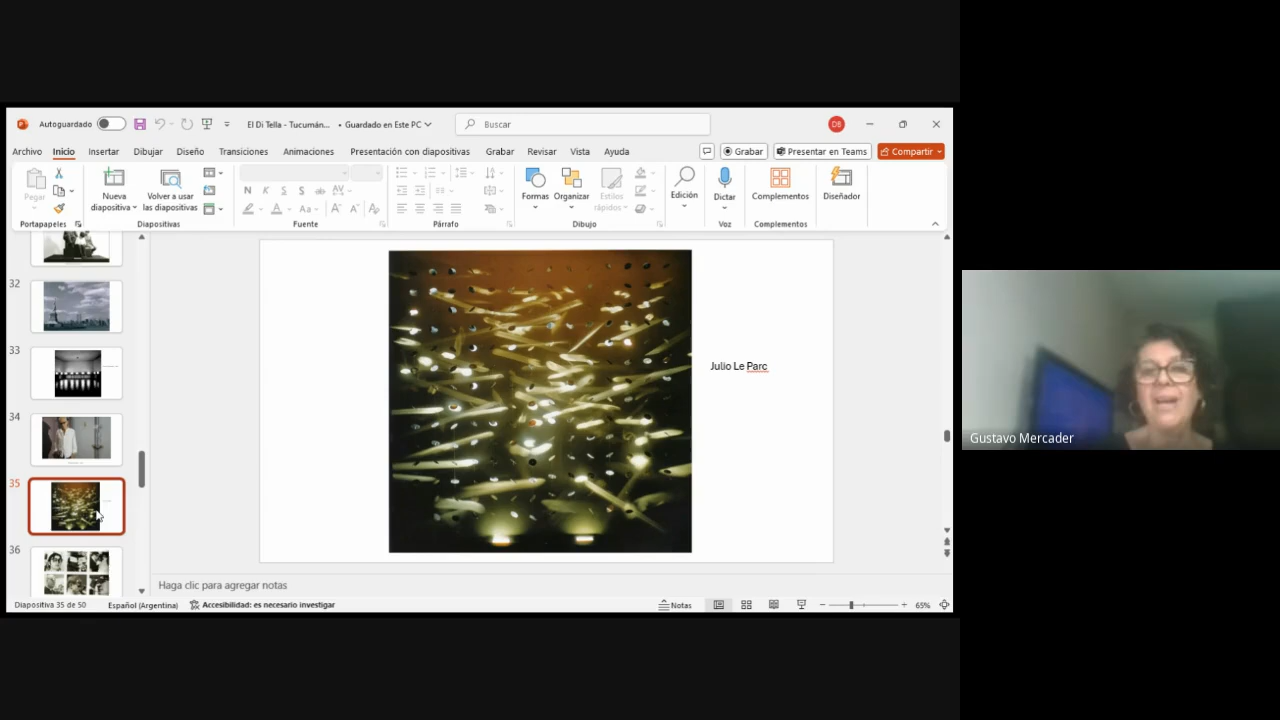 Autoguardado
El Di Tella - Tucumán... • Guardado en Este PC
Buscar
DB
Archivo Inicio Insertar Dibujar Diseño Transiciones Animaciones Presentación con diapositivas Grabar Revisar Vista Ayuda
Grabar
Presentar en Teams
Compartir
Pegar
Nueva diapositiva
Volver a usar las diapositivas
N K S S ab AV
A Aa A A A
Formas
Organizar
Estilos rápidos
Edición
Dictar
Complementos
Diseñador
Portapapeles
Diapositivas
Fuente
Párrafo
Dibujo
Voz
Complementos
32
33
34
35
36
Julio Le Parc
Gustavo Mercader
Haga clic para agregar notas
Diapositiva 35 de 50
Español (Argentina)
Accesibilidad: es necesario investigar
Notas
65%